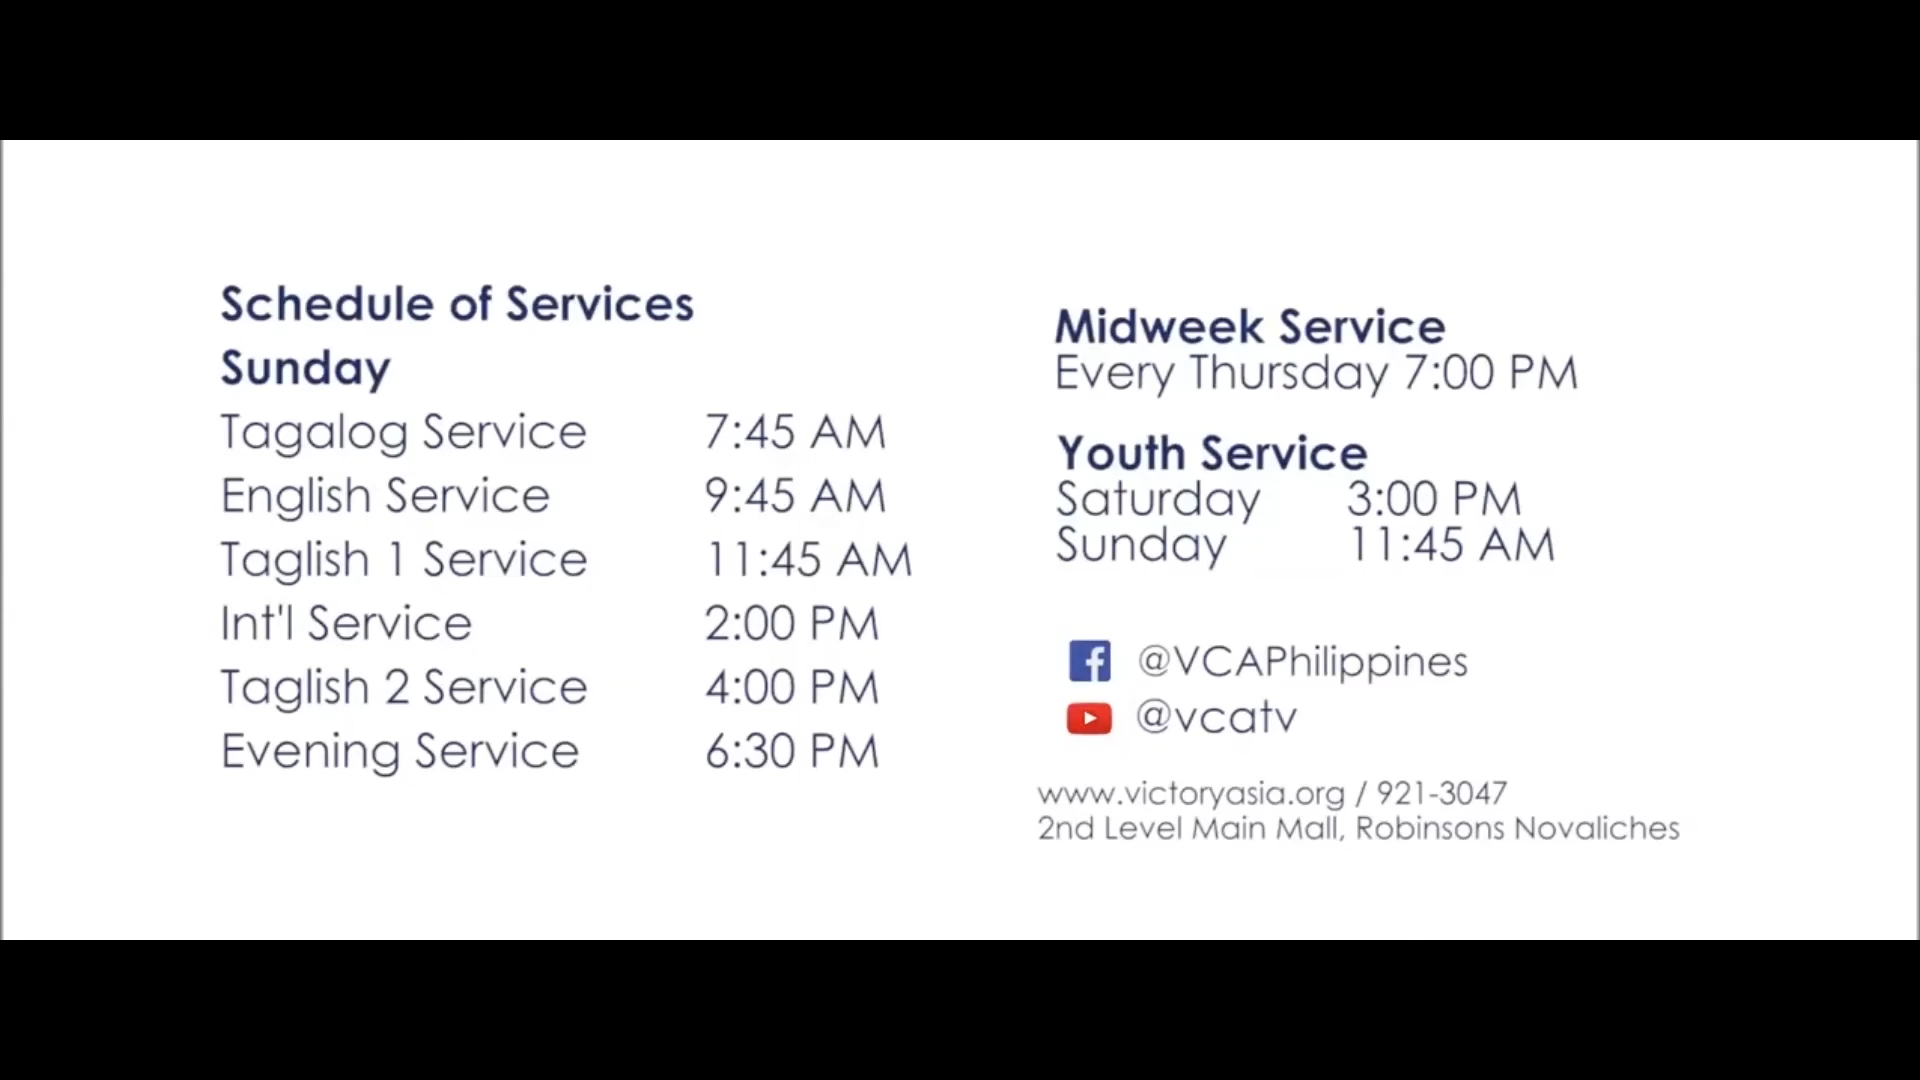 Schedule of Services
Sunday
Tagalog Service 7:45 AM
English Service 9:45 AM
Taglish 1 Service 11:45 AM
Int'l Service 2:00 PM
Taglish 2 Service 4:00 PM
Evening Service 6:30 PM
Midweek Service
Every Thursday 7:00 PM
Youth Service
Saturday 3:00 PM
Sunday 11:45 AM
@VCAPhilippines
@vcatv
www.victoryasia.org / 921-3047
2nd Level Main Mall, Robinsons Novaliches